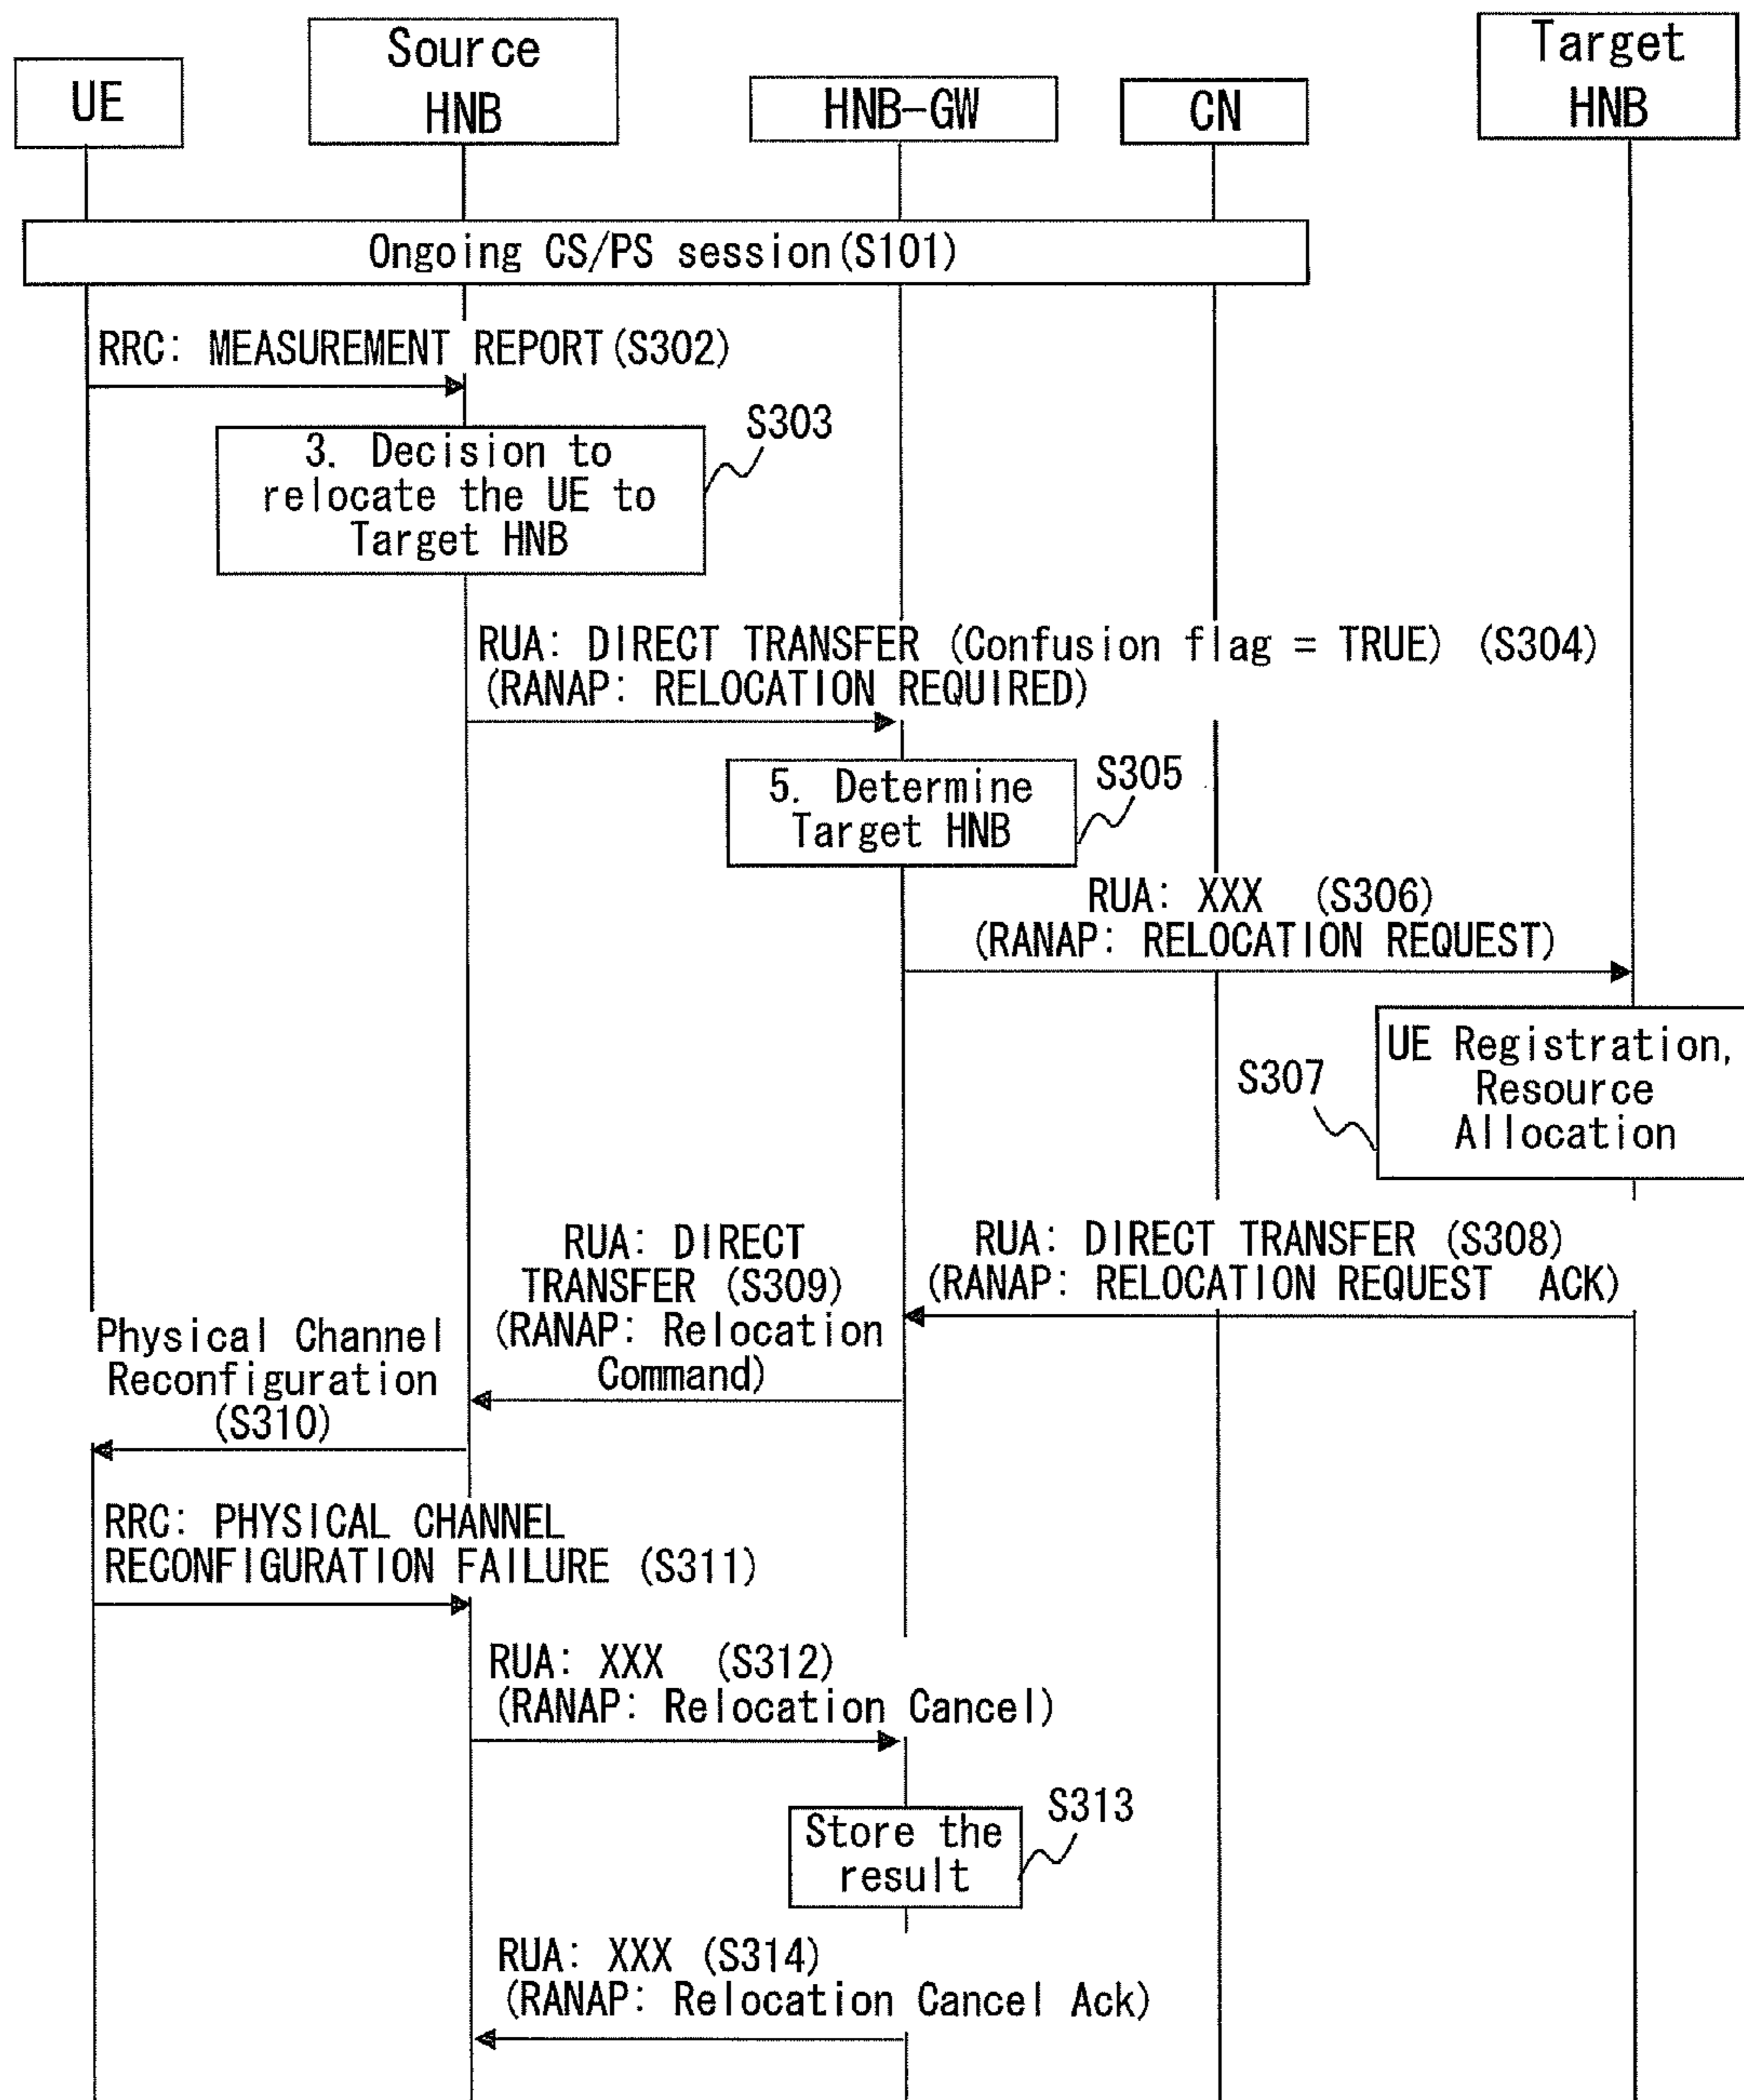 UE
Source
HNB
HNB-GW
CN
Target
HNB
Ongoing CS/PS session(S101)
RRC: MEASUREMENT REPORT(S302)
S303
3. Decision to
relocate the UE to
Target HNB
RUA: DIRECT TRANSFER (Confusion flag = TRUE) (S304)
(RANAP: RELOCATION REQUIRED)
5. Determine
Target HNB
S305
RUA: XXX (S306)
(RANAP: RELOCATION REQUEST)
UE Registration,
Resource
Allocation
S307
RUA: DIRECT TRANSFER (S308)
(RANAP: RELOCATION REQUEST ACK)
RUA: DIRECT
TRANSFER (S309)
(RANAP: Relocation
Command)
Physical Channel
Reconfiguration
(S310)
RRC: PHYSICAL CHANNEL
RECONFIGURATION FAILURE (S311)
RUA: XXX (S312)
(RANAP: Relocation Cancel)
S313
Store the
result
RUA: XXX (S314)
(RANAP: Relocation Cancel Ack)